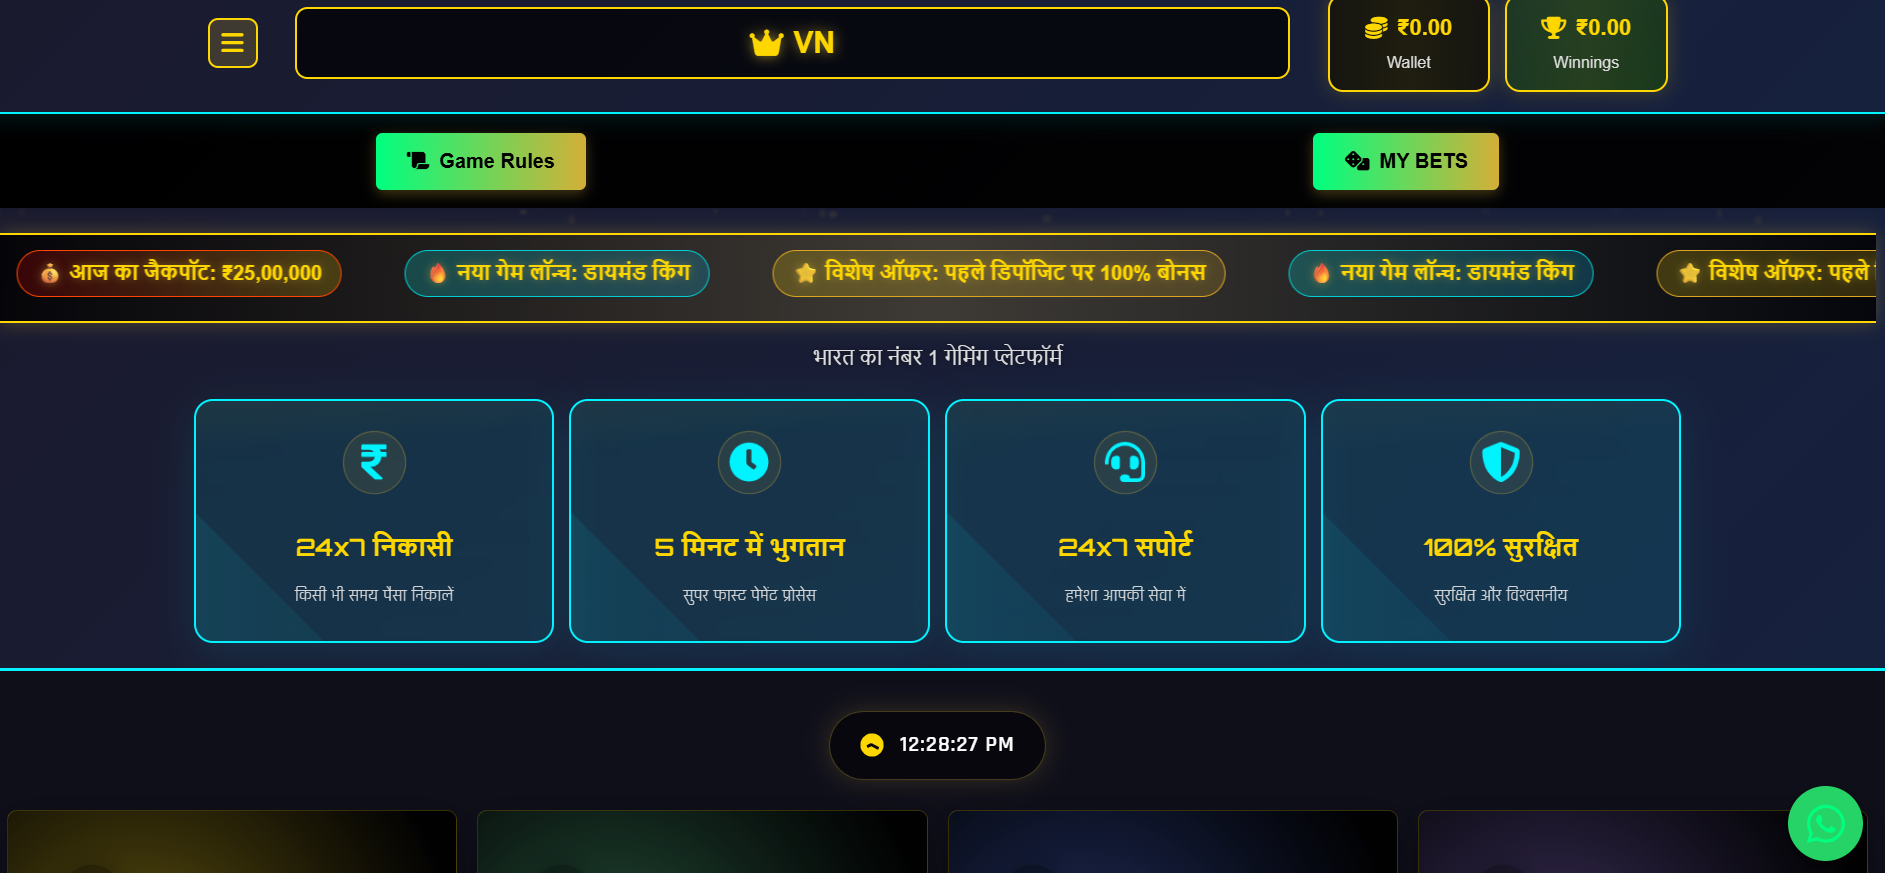 VN
₹0.00
Wallet
₹0.00
Winnings
Game Rules
MY BETS
आज का जैकपॉट: ₹25,00,000
नया गेम लॉन्च: डायमंड किंग
विशेष ऑफर: पहले डिपॉजिट पर 100% बोनस
नया गेम लॉन्च: डायमंड किंग
विशेष ऑफर: पहले
भारत का नंबर 1 गेमिंग प्लेटफॉर्म
24x7 निकासी
किसी भी समय पैसा निकालें
5 मिनट में भुगतान
सुपर फास्ट पेमेंट प्रोसेस
24x7 सपोर्ट
हमेशा आपकी सेवा में
100% सुरक्षित
सुरक्षित और विश्वसनीय
12:28:27 PM